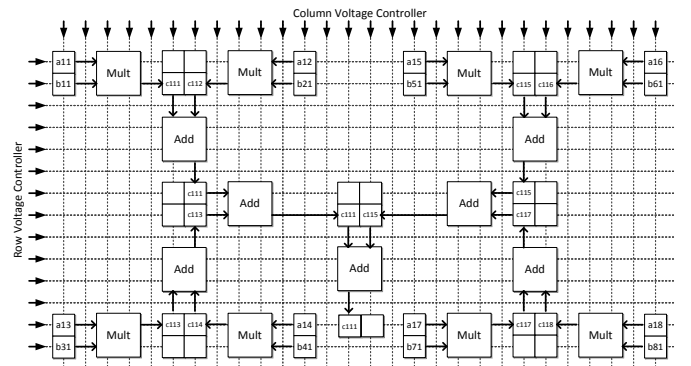 Column Voltage Controller
Row Voltage Controller
a11 Mult c111 c112 Mult a12 a15 Mult c115 c116 Mult a16
b11 b21 b51 b61
Add Add
c111 Add c111 c115 Add c115
c113 c117
Add Add Add
a13 Mult c113 c114 Mult a14 c111 a17 Mult c117 c118 Mult a18
b31 b41 b71 b81